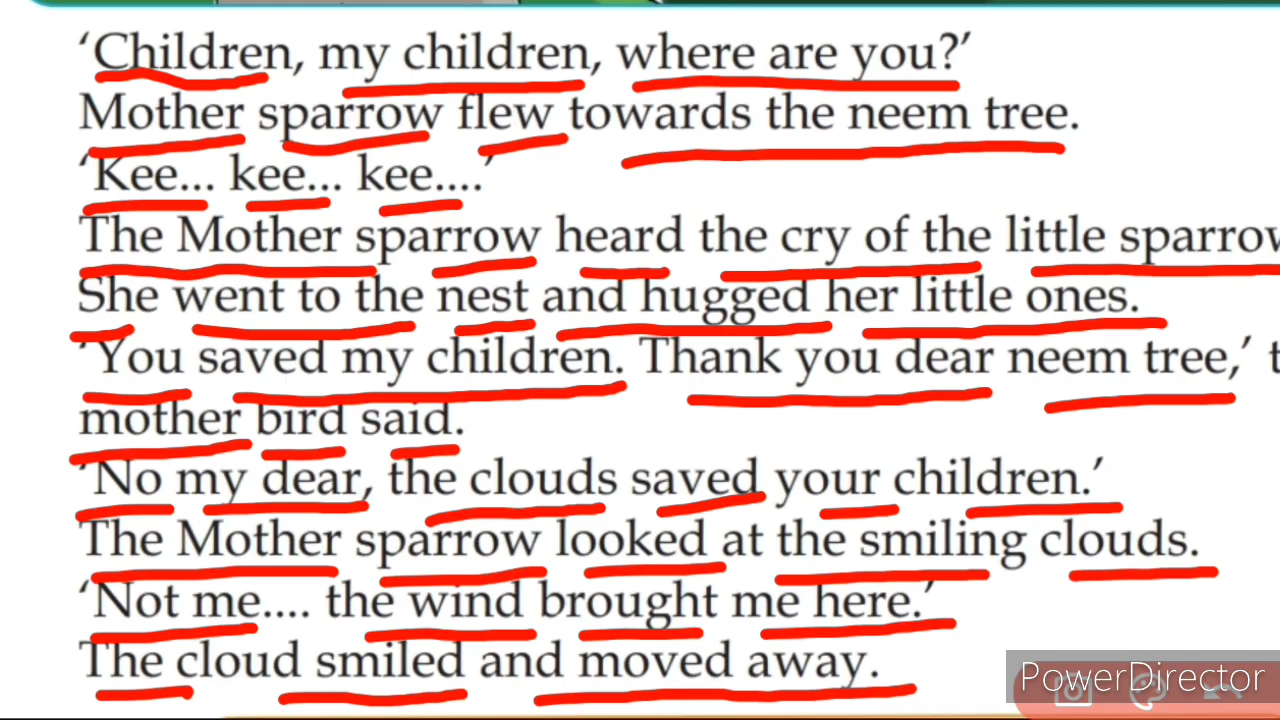 ‘Children, my children, where are you?’
Mother sparrow flew towards the neem tree.
‘Kee... kee... kee....’
The Mother sparrow heard the cry of the little
She went to the nest and hugged her little ones.
‘You saved my children. Thank you dear neem tree,’
mother bird said.
‘No my dear, the clouds saved your children.’
The Mother sparrow looked at the smiling clouds.
‘Not me.... the wind brought me here.’
The cloud smiled and moved away.
PowerDirector